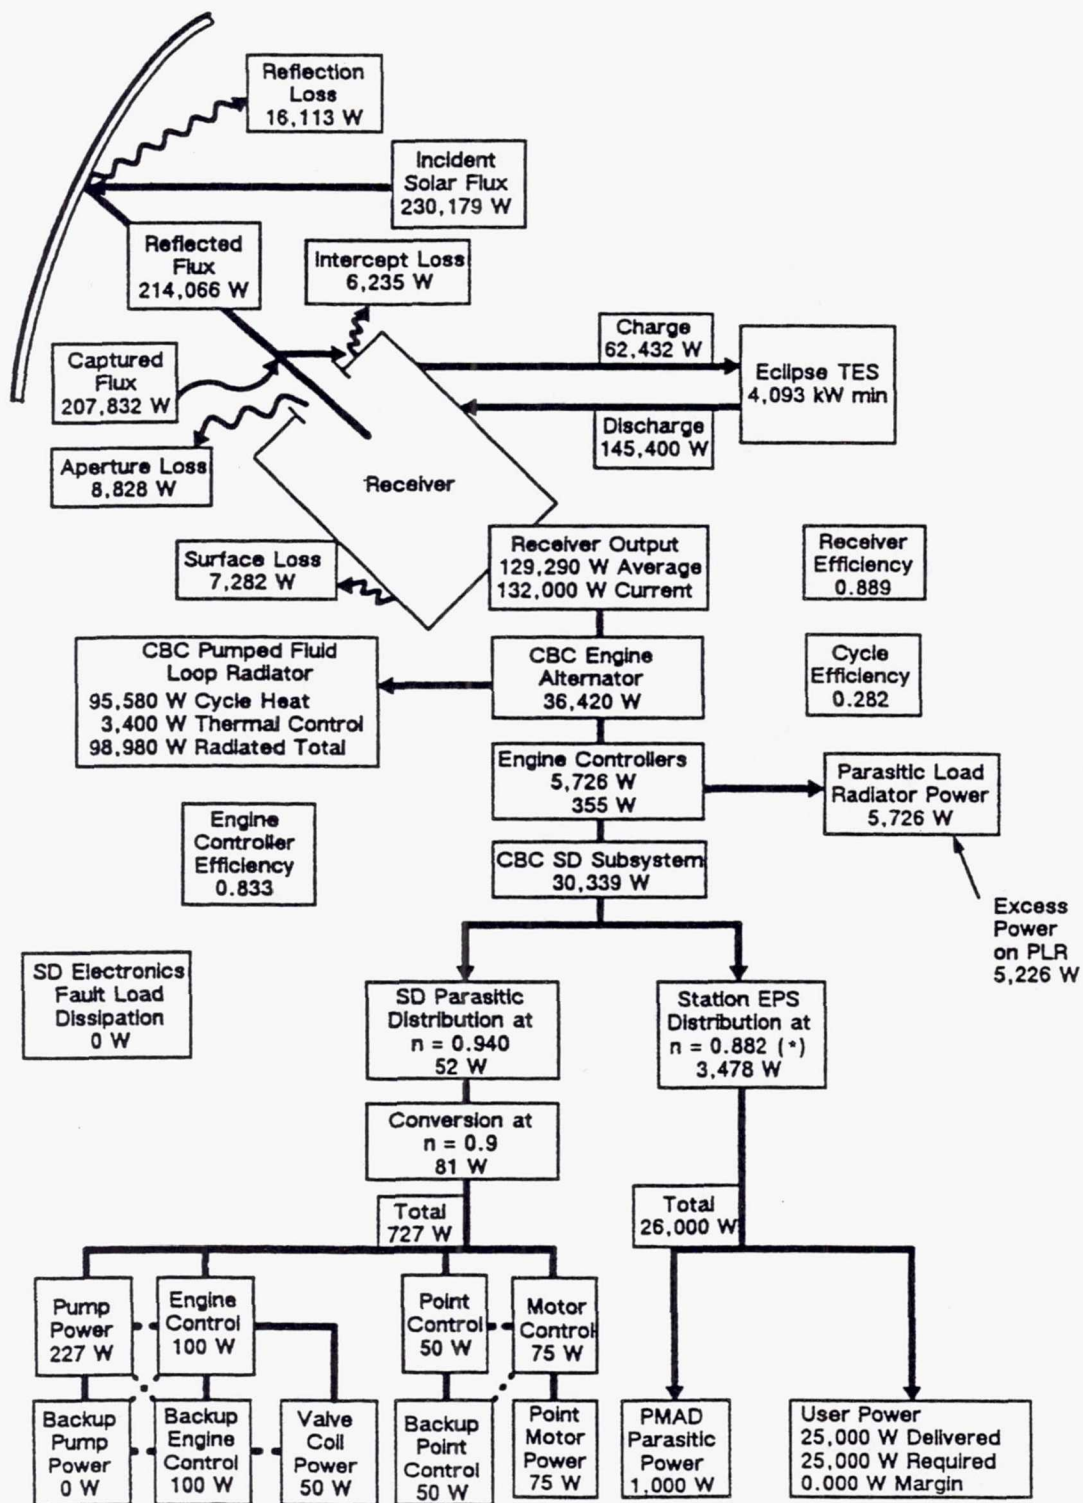 Reflection
Loss
16,113 W
Incident
Solar Flux
230,179 W
Reflected
Flux
214,066 W
Intercept Loss
6,235 W
Captured
Flux
207,832 W
Charge
62,432 W
Eclipse TES
4,093 kW min
Discharge
145,400 W
Aperture Loss
8,828 W
Receiver
Surface Loss
7,282 W
Receiver Output
129,290 W Average
132,000 W Current
Receiver
Efficiency
0.889
CBC Pumped Fluid
Loop Radiator
95,580 W Cycle Heat
3,400 W Thermal Control
98,980 W Radiated Total
CBC Engine
Alternator
36,420 W
Cycle
Efficiency
0.282
Engine Controllers
5,726 W
355 W
Parasitic Load
Radiator Power
5,726 W
Engine
Controller
Efficiency
0.833
CBC SD Subsystem
30,339 W
Excess
Power
on PLR
5,226 W
SD Electronics
Fault Load
Dissipation
0 W
SD Parasitic
Distribution at
n = 0.940
52 W
Station EPS
Distribution at
n = 0.882 (*)
3,478 W
Conversion at
n = 0.9
81 W
Total
727 W
Total
26,000 W
Pump
Power
227 W
Engine
Control
100 W
Point
Control
50 W
Motor
Control
75 W
Backup
Pump
Power
0 W
Backup
Engine
Control
100 W
Valve
Coil
Power
50 W
Backup
Point
Control
50 W
Point
Motor
Power
75 W
PMAD
Parasitic
Power
1,000 W
User Power
25,000 W Delivered
25,000 W Required
0.000 W Margin